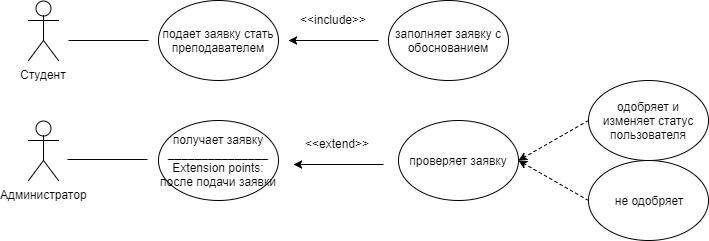 <<include>>
подает заявку стать
преподавателем
заполняет заявку с
обоснованием
Студент
одобряет и
изменяет статус
пользователя
получает заявку
<<extend>>
Extension points:
после подачи заявки
проверяет заявку
Администратор
не одобряет